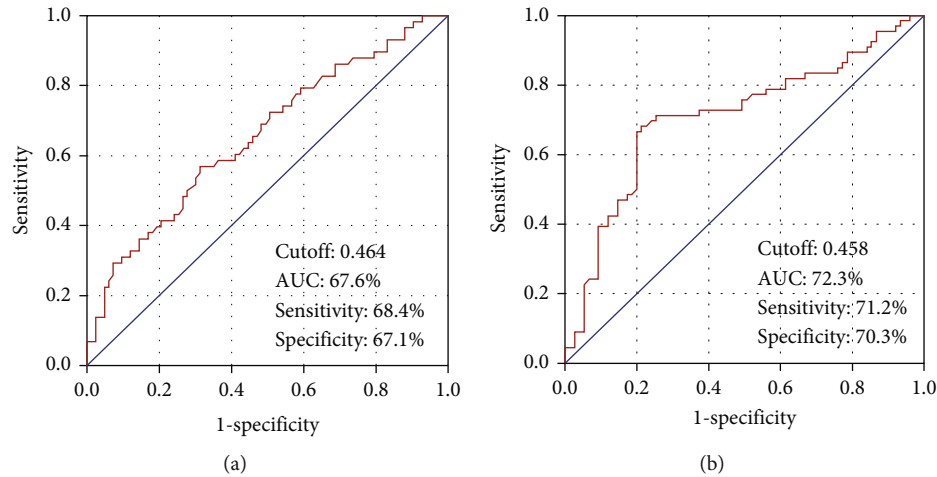 1.0
0.8
0.6
0.4
0.2
0.0
Sensitivity
Cutoff: 0.464
AUC: 67.6%
Sensitivity: 68.4%
Specificity: 67.1%
0.0 0.2 0.4 0.6 0.8 1.0
1-specificity
(a)
1.0
0.8
0.6
0.4
0.2
0.0
Sensitivity
Cutoff: 0.458
AUC: 72.3%
Sensitivity: 71.2%
Specificity: 70.3%
0.0 0.2 0.4 0.6 0.8 1.0
1-specificity
(b)